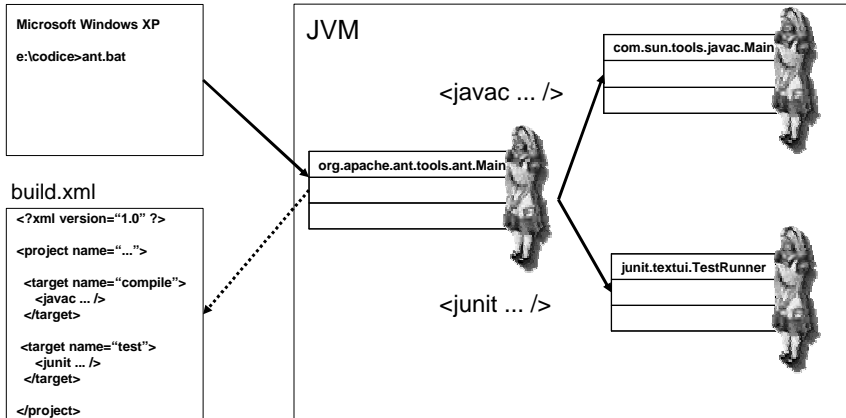 Microsoft Windows XP
e:\codice>ant.bat
build.xml
<?xml version=“1.0” ?>
<project name=“...”>
<target name=“compile”>
<javac ... />
</target>
<target name=“test”>
<junit ... />
</target>
</project>
JVM
<javac ... />
org.apache.ant.tools.ant.Main
<junit ... />
com.sun.tools.javac.Main
junit.textui.TestRunner